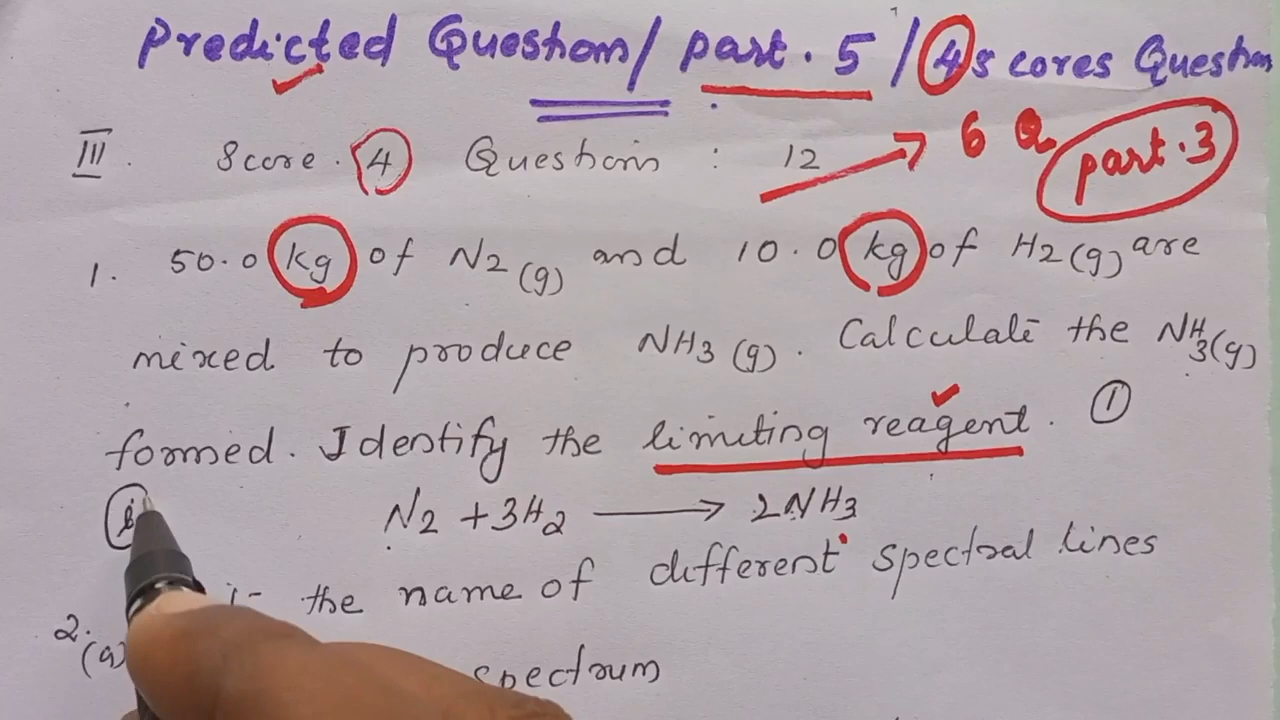 Predicted Question / part. 5 / 4 scores Question
III. Score. 4 Questions : 12 → 6 Q part.3
1. 50.0 kg of N2(g) and 10.0 kg of H2(g) are
mixed to produce NH3(g). Calculate the NH3(g)
formed. Identify the limiting reagent. ①
N2 + 3H2 → 2NH3
the name of different spectral lines
2.
(a) spectrum